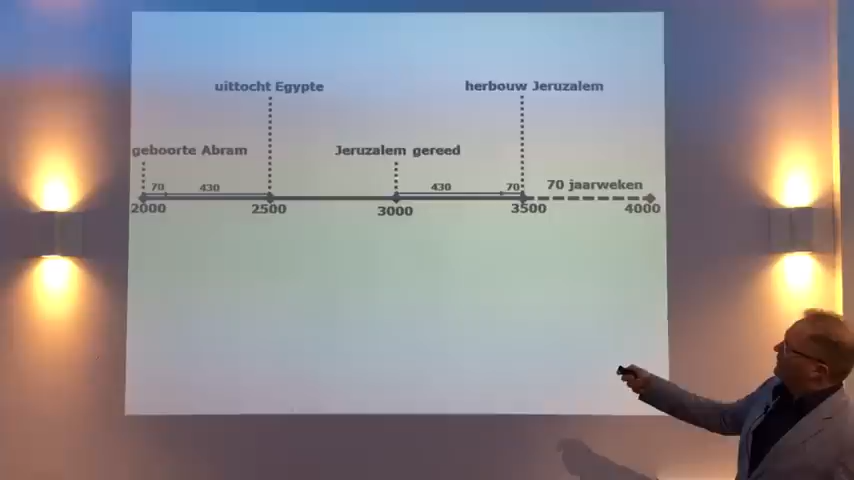 uittocht Egypte
herbouw Jeruzalem
geboorte Abram
Jeruzalem gereed
70
430
430
70
70 jaarweken
2000
2500
3000
3500
4000